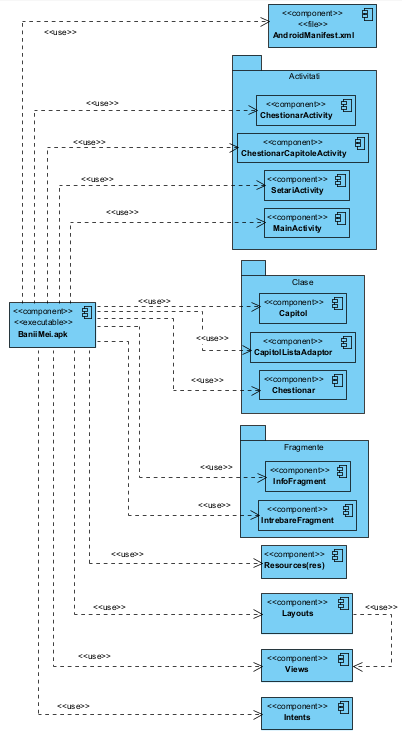 <<component>>
<<file>>
AndroidManifest.xml
<<use>>
Activitati
<<component>>
ChestionarActivity
<<use>>
<<component>>
ChestionarCapitoleActivity
<<use>>
<<component>>
SetariActivity
<<use>>
<<component>>
MainActivity
<<use>>
Clase
<<component>>
Capitol
<<use>>
<<component>>
<<executable>>
BaniiMei.apk
<<component>>
CapitolListaAdaptor
<<use>>
<<component>>
Chestionar
<<use>>
Fragmente
<<component>>
InfoFragment
<<use>>
<<component>>
IntrebareFragment
<<use>>
<<component>>
Resources(res)
<<use>>
<<component>>
Layouts
<<use>>
<<use>>
<<component>>
Views
<<use>>
<<component>>
Intents
<<use>>